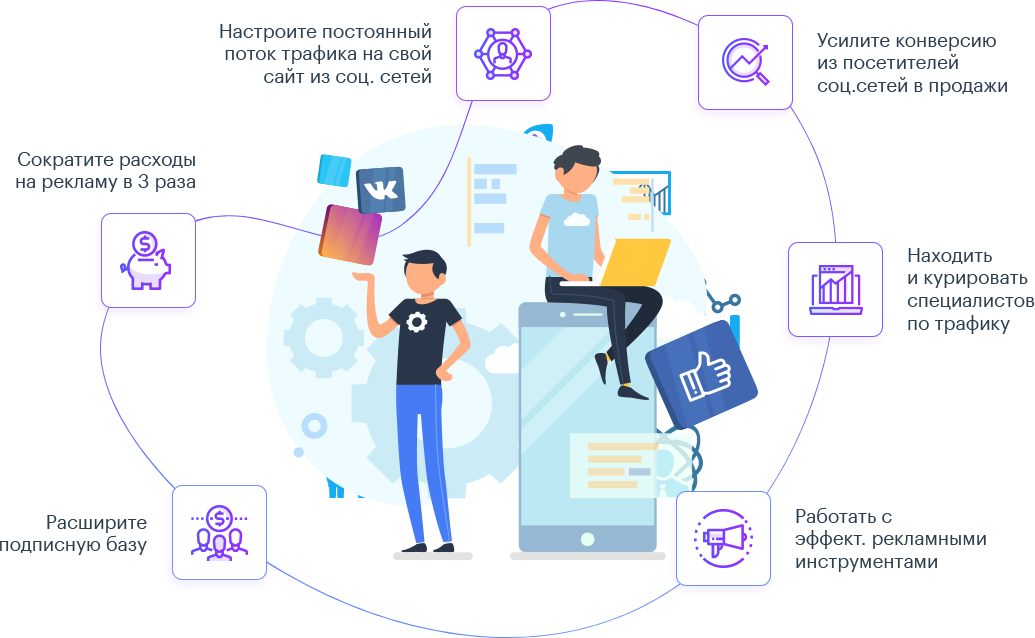 Настроите постоянный
поток трафика на свой
сайт из соц. сетей
Усилите конверсию
из посетителей
соц.сетей в продажи
Сократите расходы
на рекламу в 3 раза
Находить
и курировать
специалистов
по трафику
Расширите
подписную базу
Работать с
эффект. рекламными
инструментами